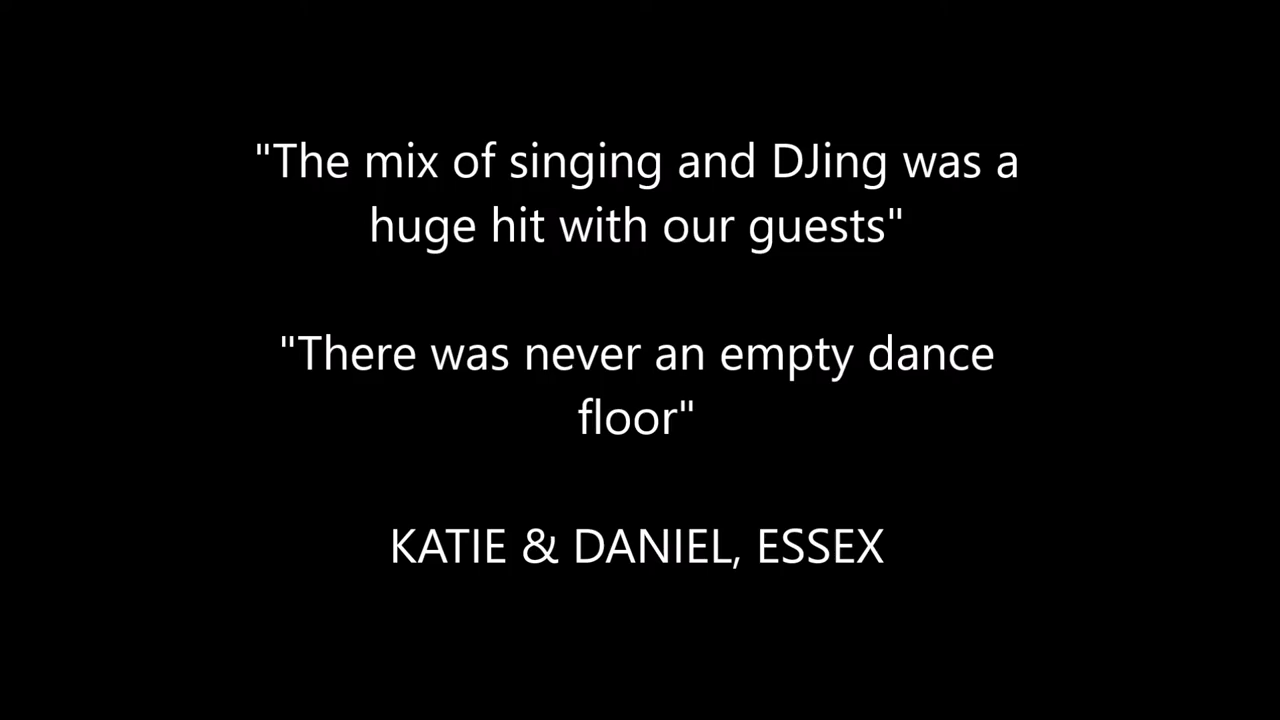 "The mix of singing and DJing was a
huge hit with our guests"
"There was never an empty dance
floor"
KATIE & DANIEL, ESSEX